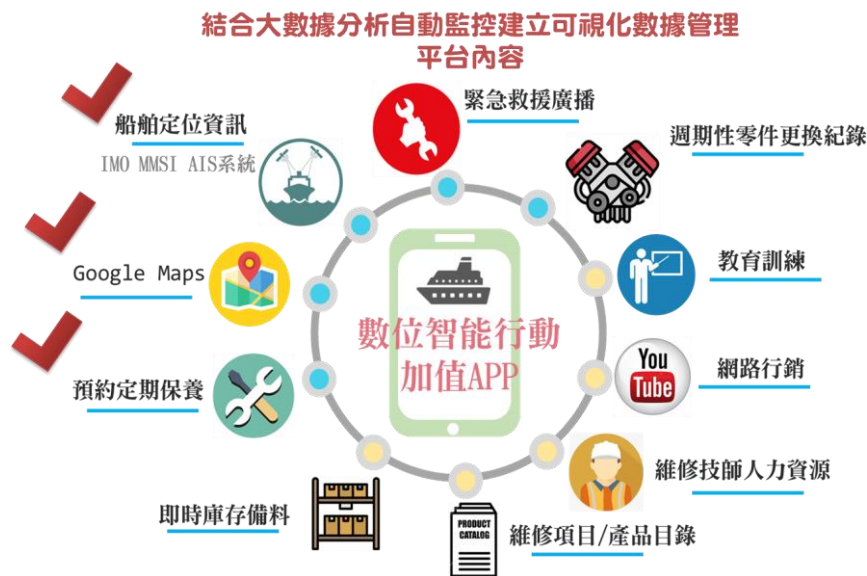 結合大數據分析自動監控建立可視化數據管理
平台內容
緊急救援廣播
船舶定位資訊
IMO MMSI AIS系統
週期性零件更換紀錄
Google Maps
教育訓練
數位智能行動
加值APP
You
Tube
網路行銷
預約定期保養
維修技師人力資源
即時庫存備料
PRODUCT
CATALOG
維修項目/產品目錄